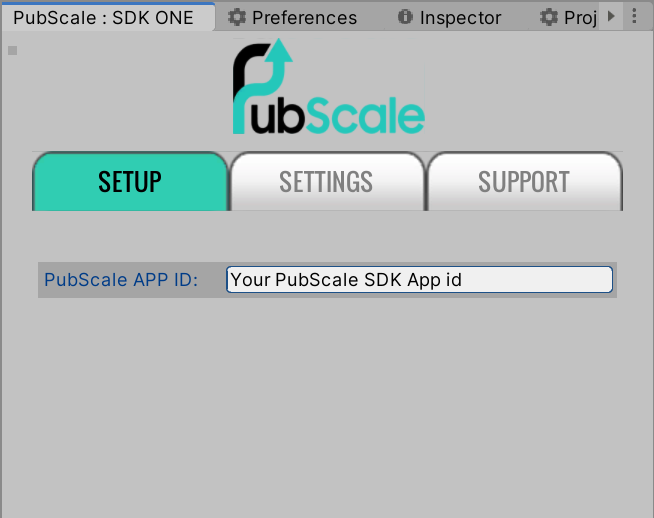 PubScale : SDK ONE Preferences Inspector Proj
PubScale
SETUP SETTINGS SUPPORT
PubScale APP ID: Your PubScale SDK App id